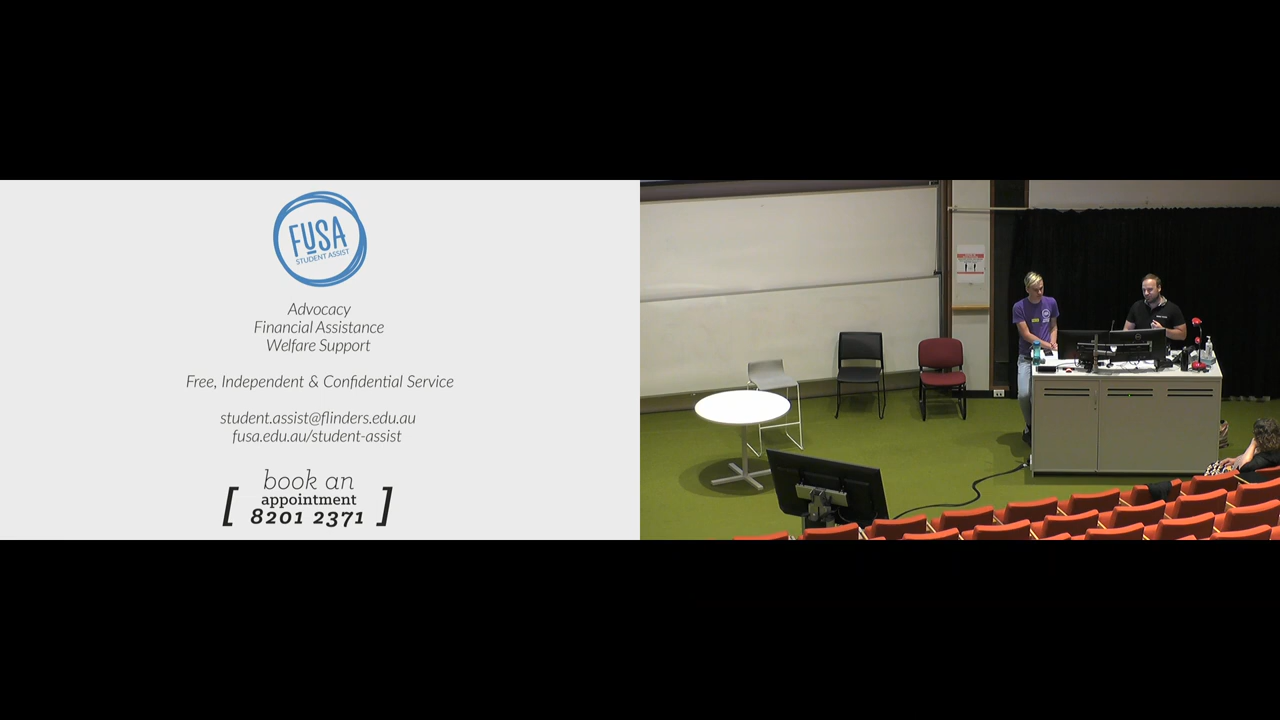 FUSA
STUDENT ASSIST
Advocacy
Financial Assistance
Welfare Support
Free, Independent & Confidential Service
student.assist@flinders.edu.au
fusa.edu.au/student-assist
[ book an
appointment
8201 2371 ]